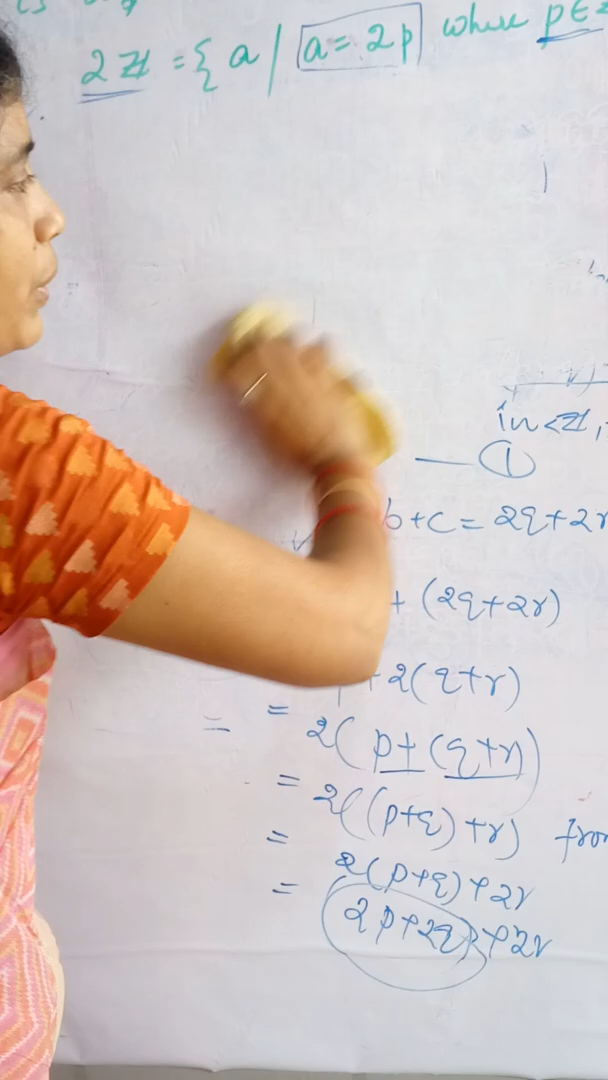 2ℤ = { a / a = 2p where p ∈
in <ℤ,
— ①
b+c = 2q+2r
+ (2q+2r)
+2(q+r)
=
= 2(p+(q+r))
= 2((p+q)+r) from
= 2(p+q)+2r
= 2p+2q)+2r